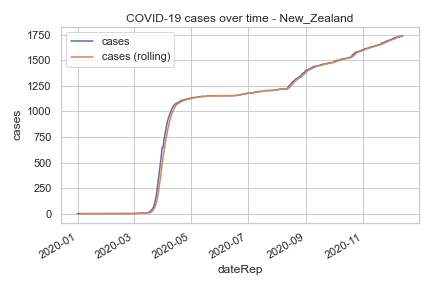 COVID-19 cases over time - New_Zealand
cases
cases (rolling)
1750
1500
1250
1000
750
500
250
0
cases
2020-01
2020-03
2020-05
2020-07
2020-09
2020-11
dateRep